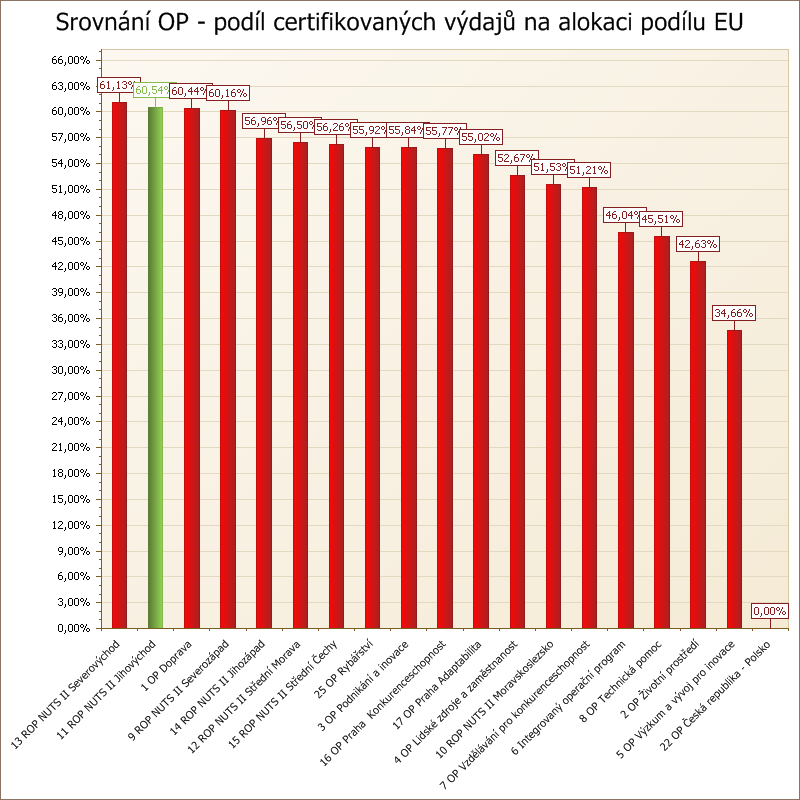 Srovnání OP - podíl certifikovaných výdajů na alokaci podílu EU
66,00%
63,00%
60,00%
57,00%
54,00%
51,00%
48,00%
45,00%
42,00%
39,00%
36,00%
33,00%
30,00%
27,00%
24,00%
21,00%
18,00%
15,00%
12,00%
9,00%
6,00%
3,00%
0,00%
61,13%
60,54%
60,44%
60,16%
56,96%
56,50%
56,26%
55,92%
55,84%
55,77%
55,02%
52,67%
51,53%
51,21%
46,04%
45,51%
42,63%
34,66%
0,00%
13 ROP NUTS II Severovýchod
11 ROP NUTS II Jihovýchod
1 OP Doprava
9 ROP NUTS II Severozápad
14 ROP NUTS II Jihozápad
12 ROP NUTS II Střední Morava
15 ROP NUTS II Střední Čechy
25 OP Rybářství
3 OP Podnikání a inovace
16 OP Praha  Konkurenceschopnost
17 OP Praha Adaptabilita
4 OP Lidské zdroje a zaměstnanost
10 ROP NUTS II Moravskoslezsko
7 OP Vzdělávání pro konkurenceschopnost
6 Integrovaný operační program
8 OP Technická pomoc
2 OP Životní prostředí
5 OP Výzkum a vývoj pro inovace
22 OP Česká republika - Polsko